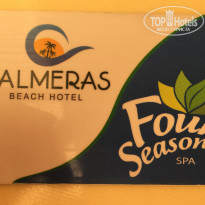 TOP Hotels
ALMERAS
BEACH HOTEL
Four
Season
SPA